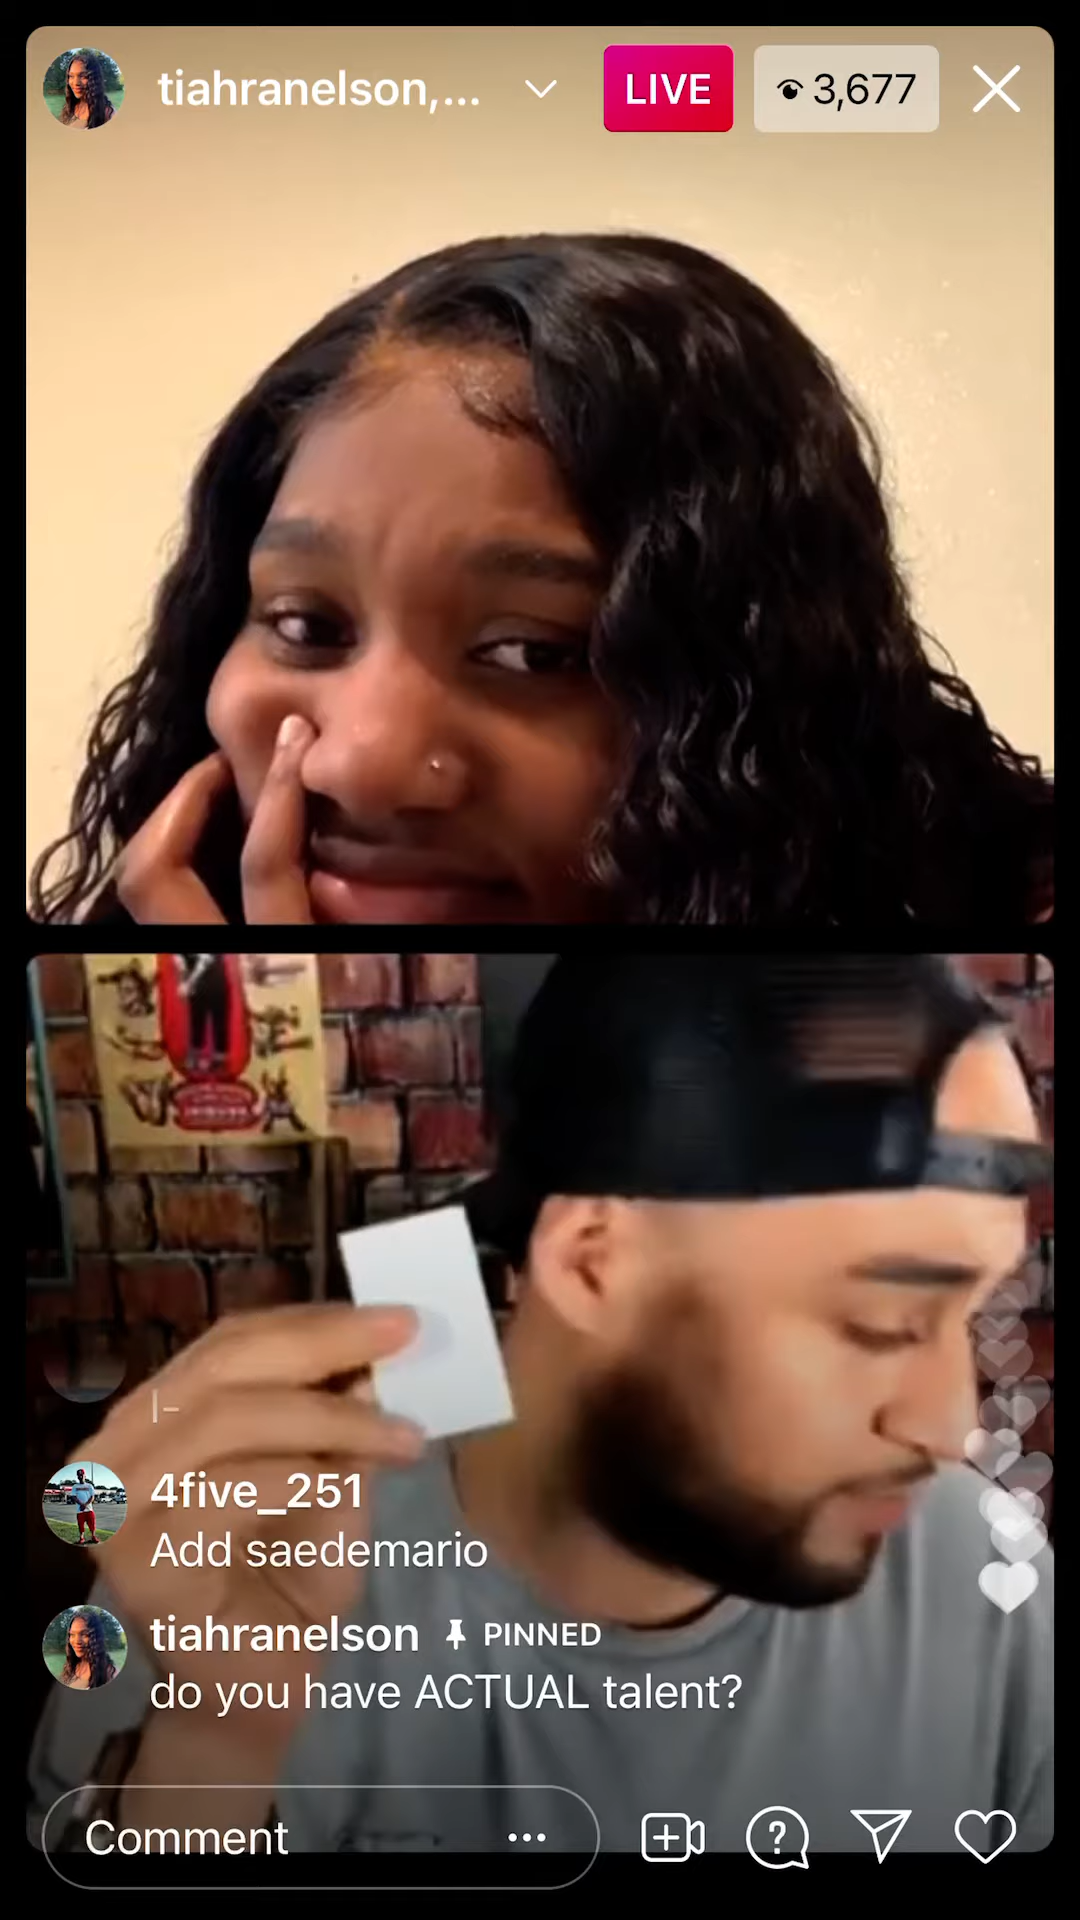 tiahranelson,...
LIVE
3,677
4five_251
Add saedemario
tiahranelson PINNED
do you have ACTUAL talent?
Comment